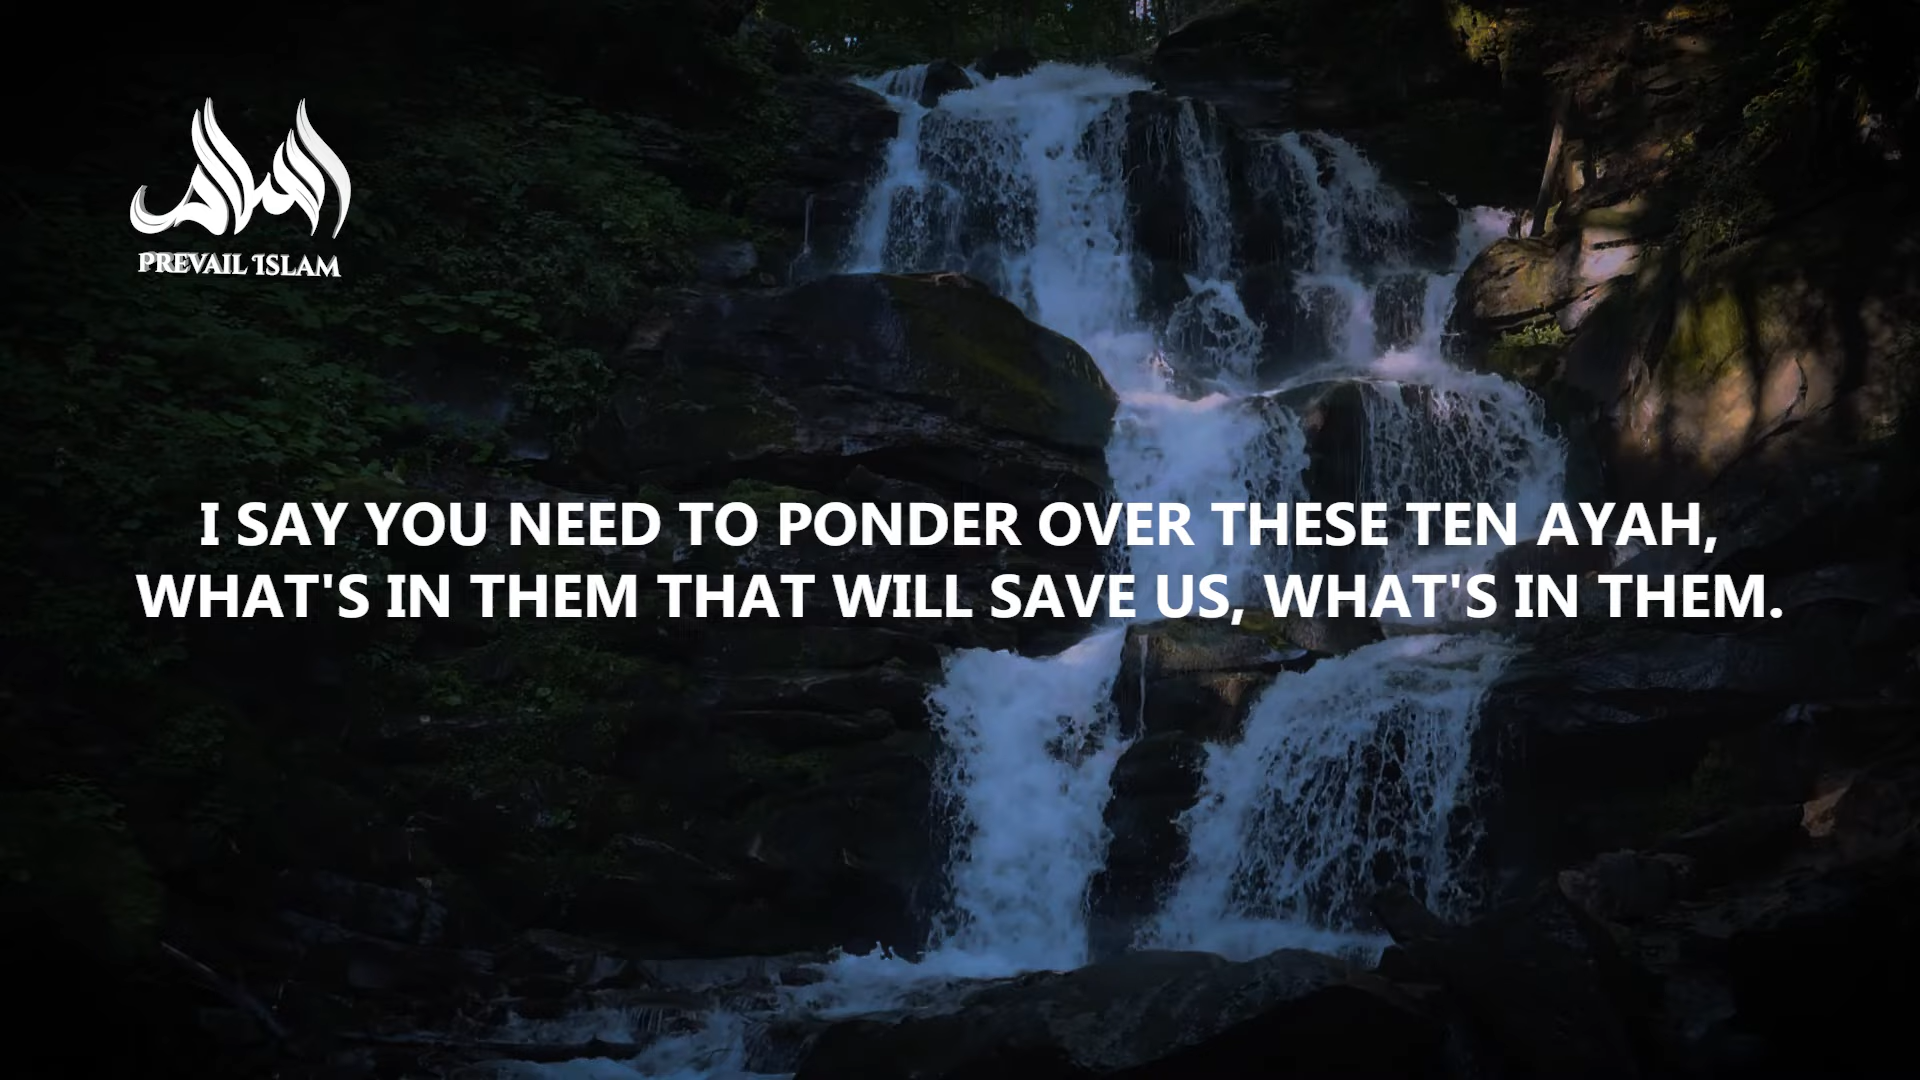 PREVAIL ISLAM
I SAY YOU NEED TO PONDER OVER THESE TEN AYAH,
WHAT'S IN THEM THAT WILL SAVE US, WHAT'S IN THEM.